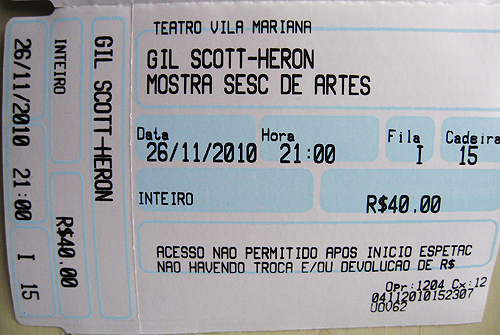 26/11/2010 21:00 I 15
INTEIRO R$40,00
GIL SCOTT-HERON
TEATRO VILA MARIANA
GIL SCOTT-HERON
MOSTRA SESC DE ARTES
Data Hora Fila Cadeira
26/11/2010 21:00 I 15
INTEIRO R$40,00
ACESSO NAO PERMITIDO APOS INICIO ESPETAC
NAO HAVENDO TROCA E/OU DEVOLUCAO DE R$
Opr:1204 Cx:12
04112010152307
UOV62